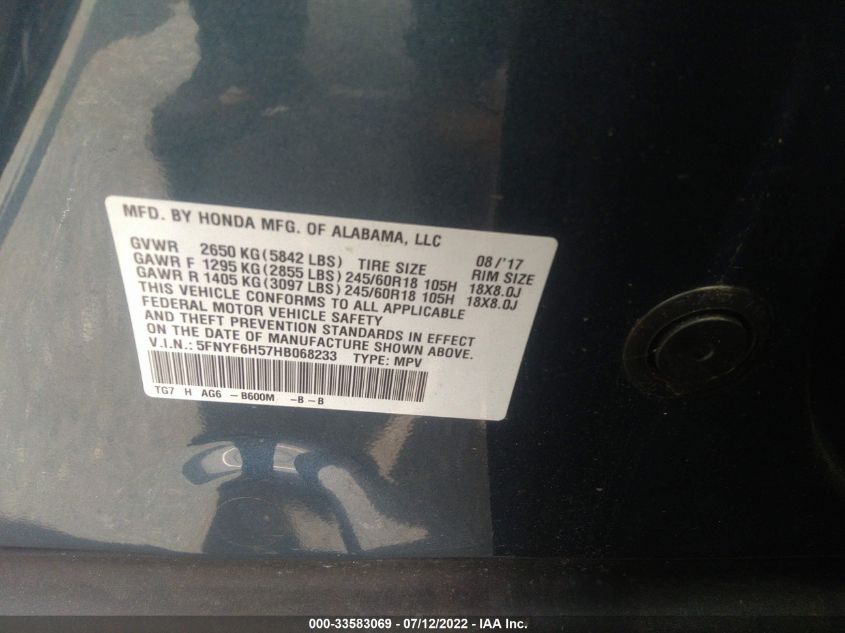 MFD. BY HONDA MFG. OF ALABAMA, LLC
GVWR 2650 KG (5842 LBS) TIRE SIZE 08/'17 RIM SIZE
GAWR F 1295 KG (2855 LBS) 245/60R18 105H 18X8.0J
GAWR R 1405 KG (3097 LBS) 245/60R18 105H 18X8.0J
THIS VEHICLE CONFORMS TO ALL APPLICABLE
FEDERAL MOTOR VEHICLE SAFETY
AND THEFT PREVENTION STANDARDS IN EFFECT
ON THE DATE OF MANUFACTURE SHOWN ABOVE.
V.I.N.: 5FNYF6H57HB068233 TYPE: MPV
TG7 H AG6 -B600M -B-B
000-33583069 - 07/12/2022 - IAA Inc.